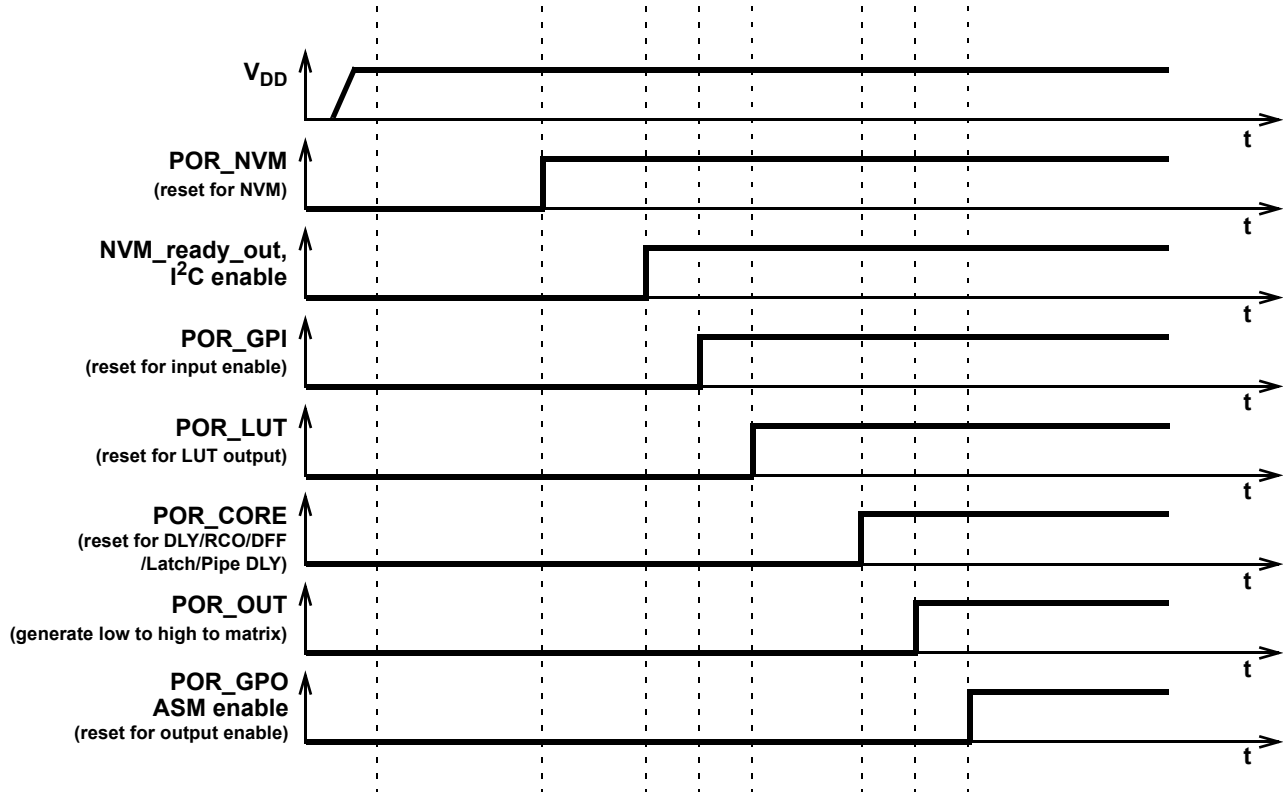 VDD
t
POR_NVM
(reset for NVM)
t
NVM_ready_out,
I2C enable
t
POR_GPI
(reset for input enable)
t
POR_LUT
(reset for LUT output)
t
POR_CORE
(reset for DLY/RCO/DFF
/Latch/Pipe DLY)
t
POR_OUT
(generate low to high to matrix)
t
POR_GPO
ASM enable
(reset for output enable)
t